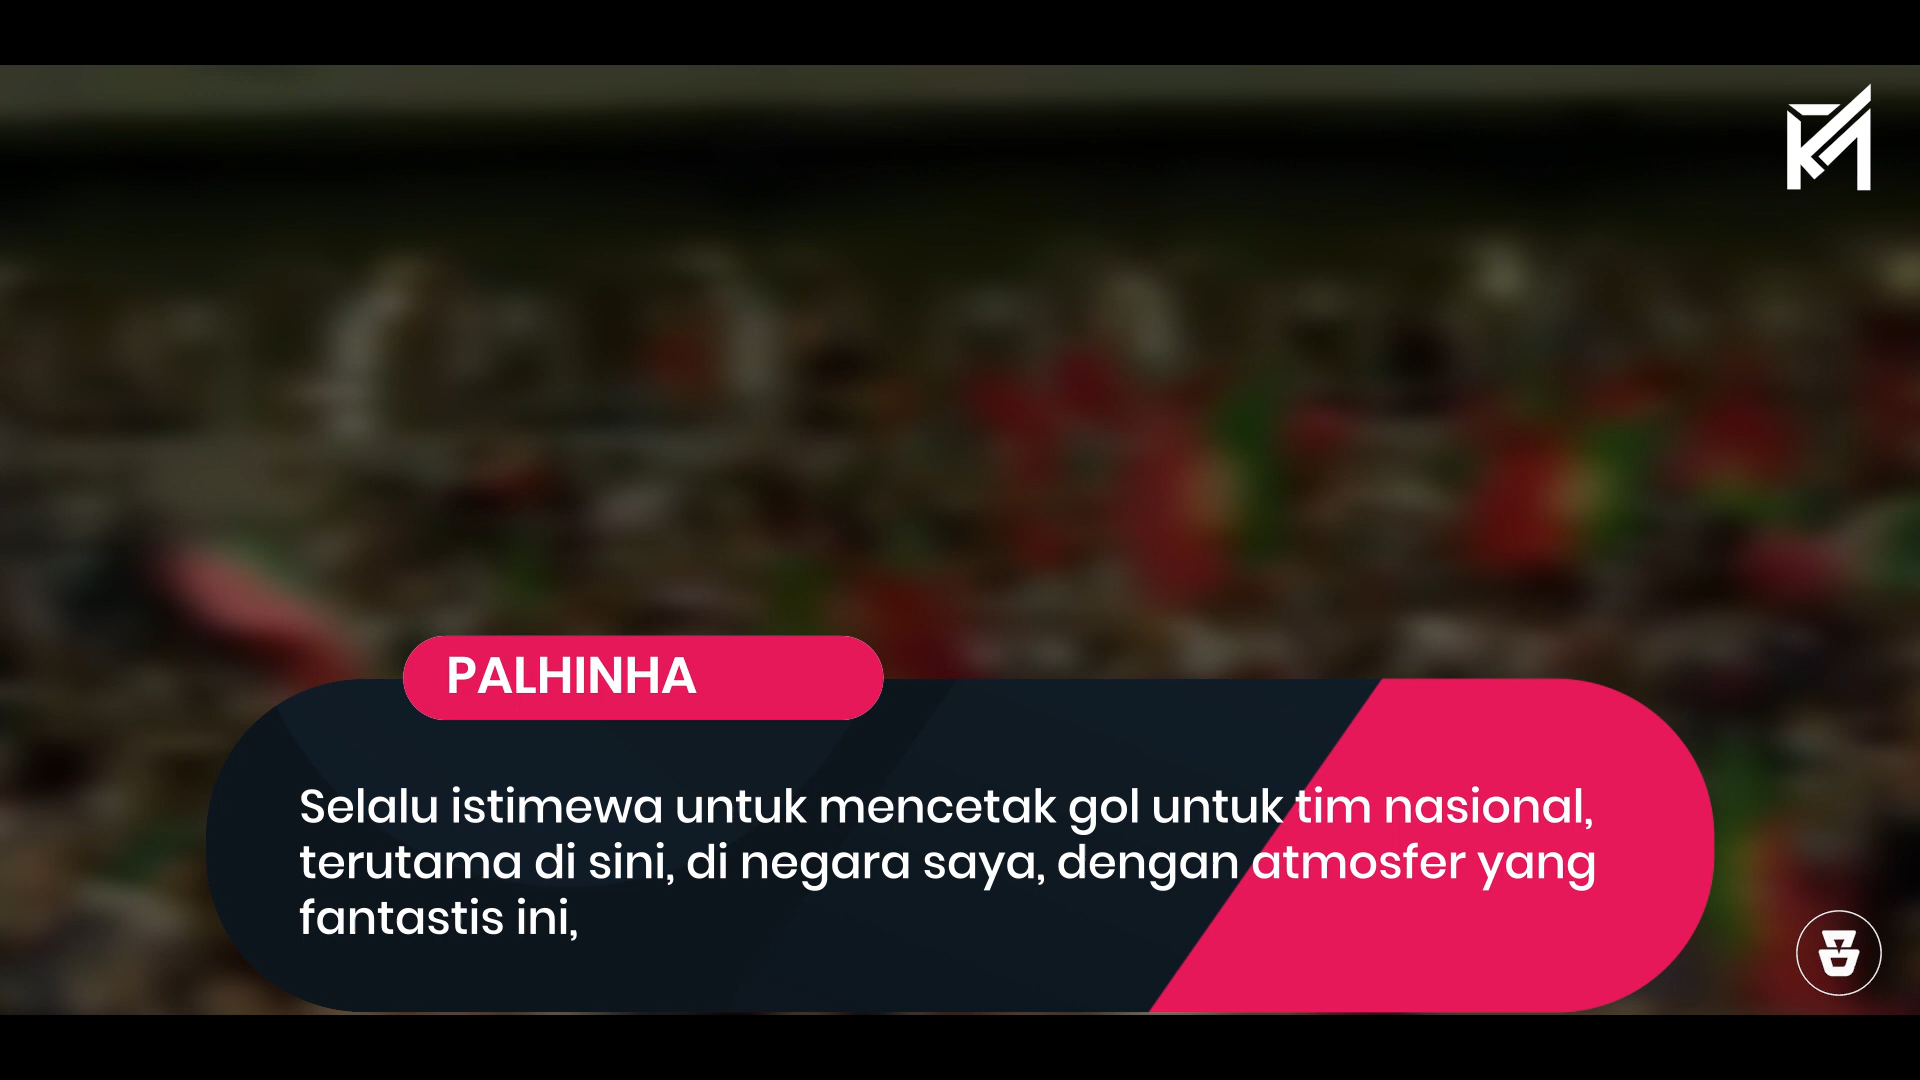 PALHINHA
Selalu istimewa untuk mencetak gol untuk tim nasional,
terutama di sini, di negara saya, dengan atmosfer yang
fantastis ini,